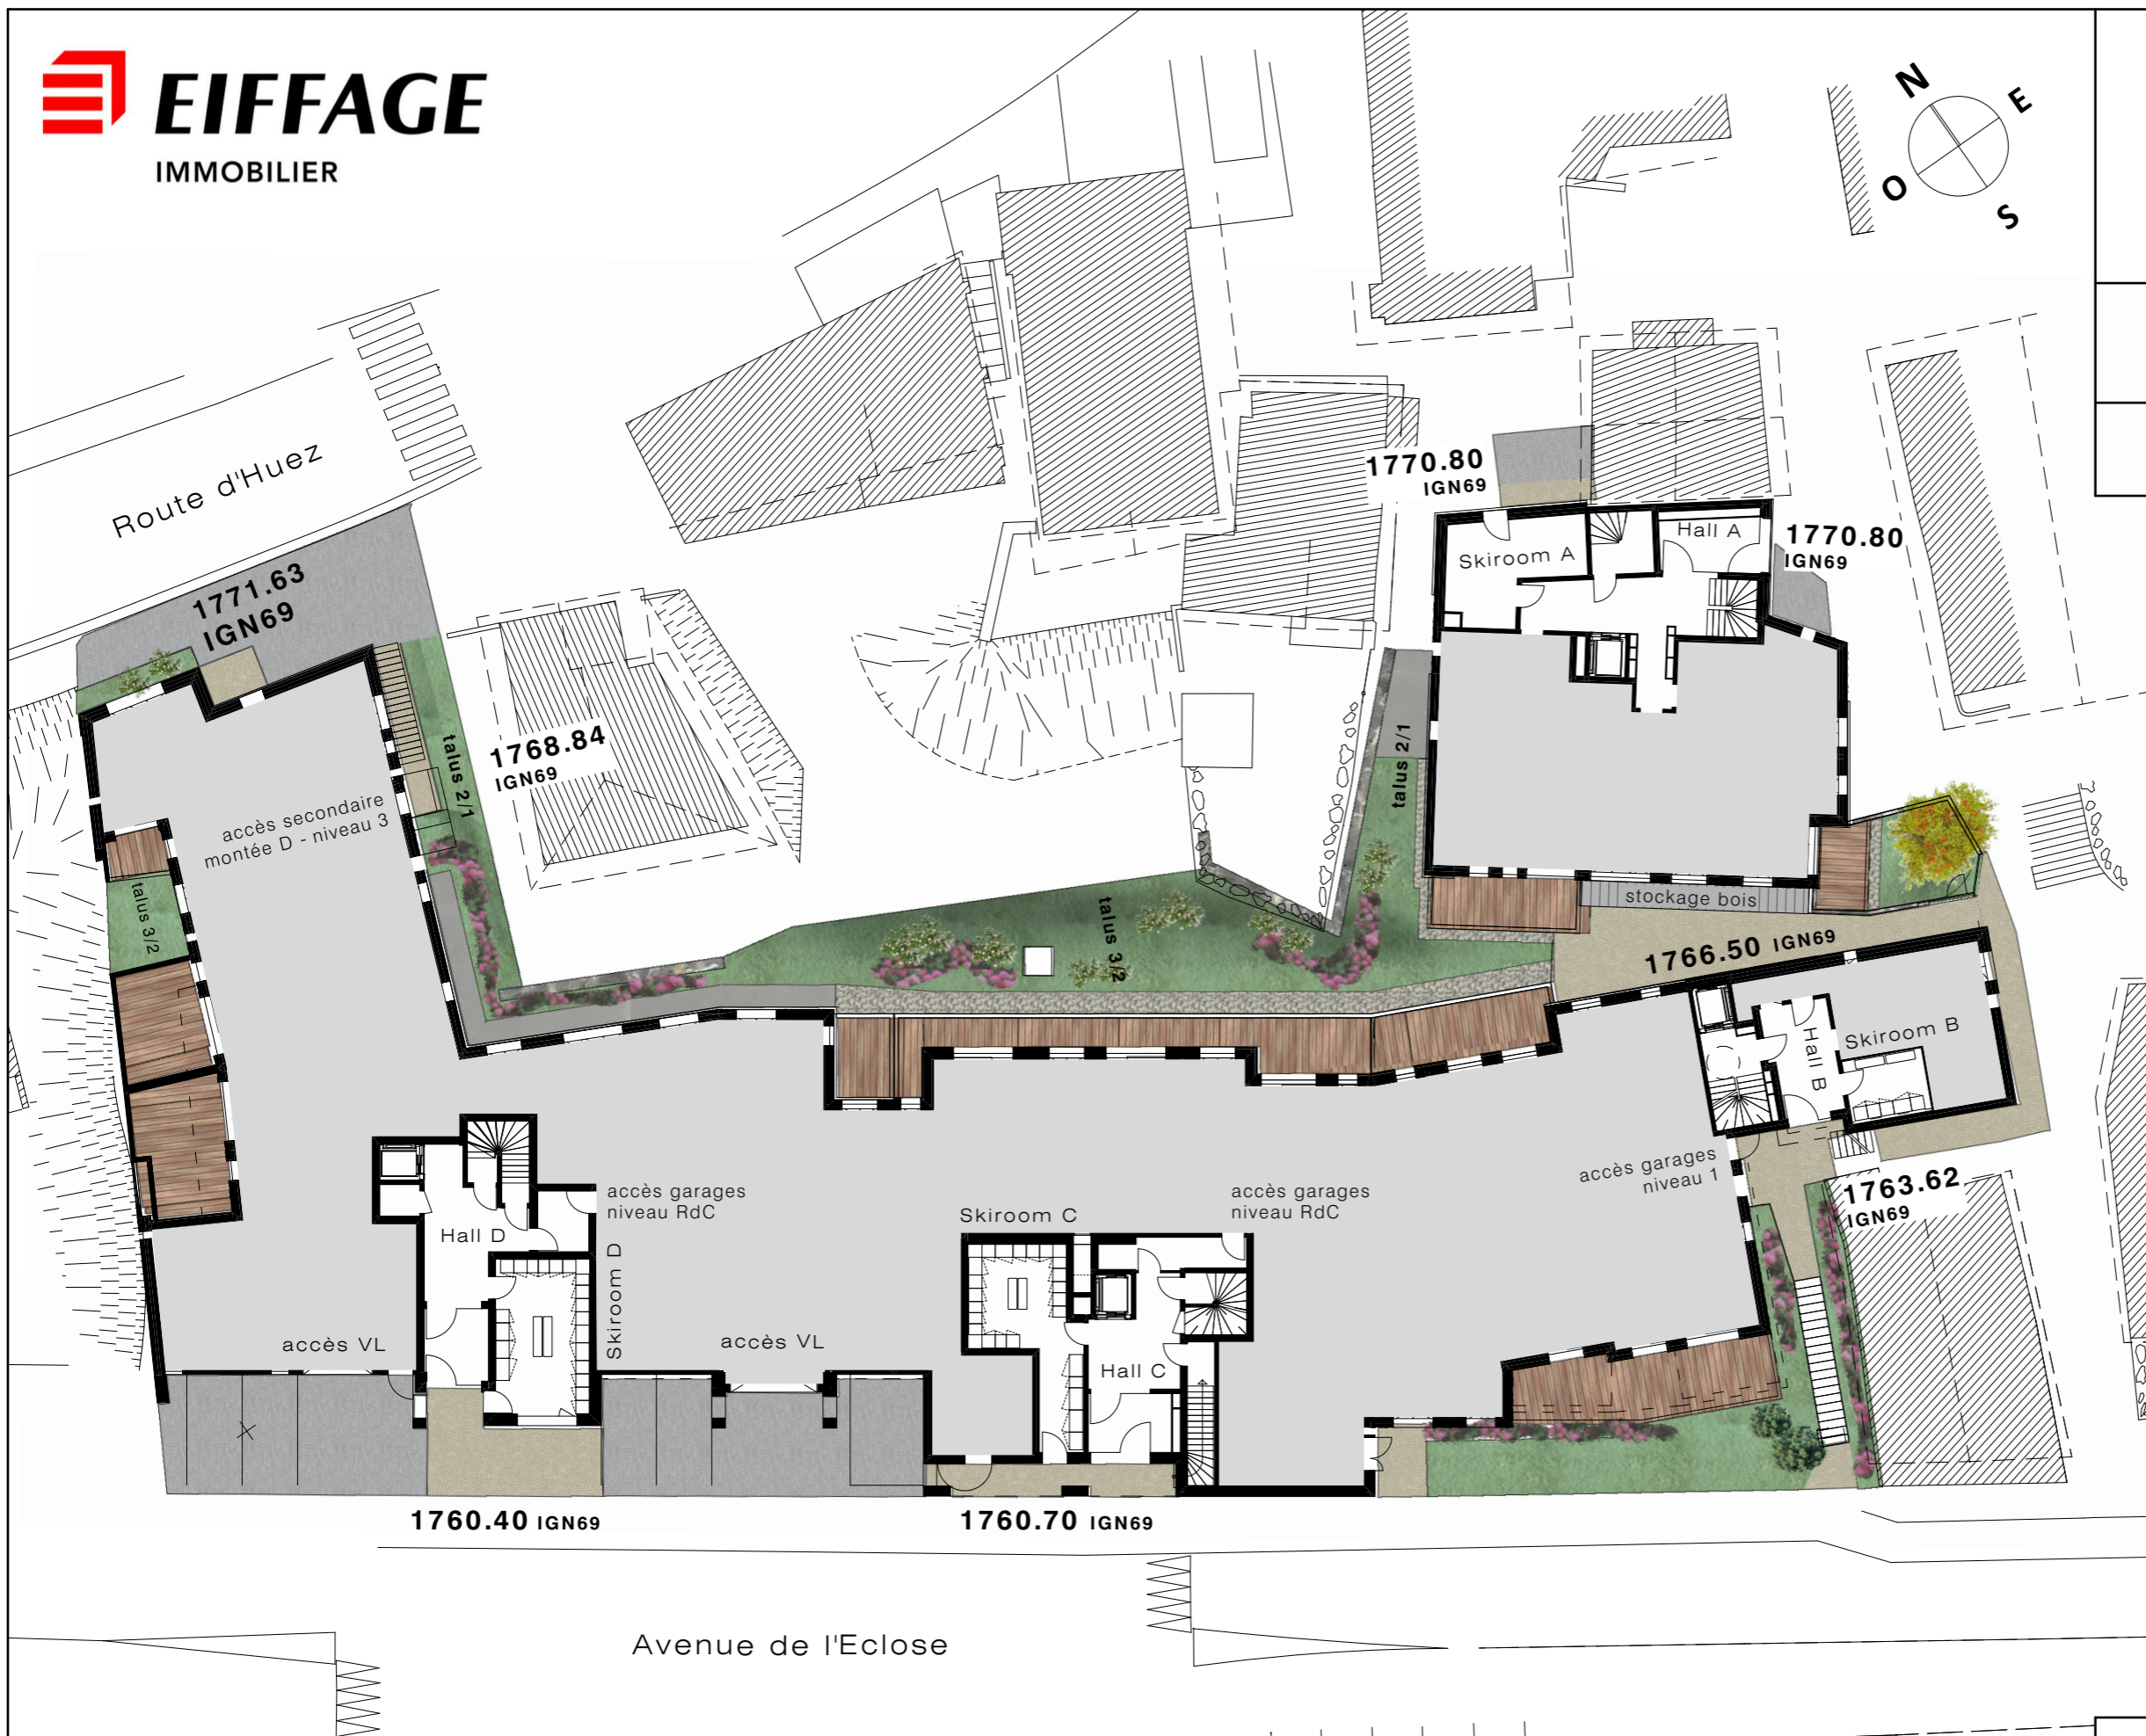 EIFFAGE
IMMOBILIER
N
E
O
S
Route d'Huez
1771.63
IGN69
1770.80
IGN69
Skiroom A
Hall A
1770.80
IGN69
talus 2/1
1768.84
IGN69
talus 2/1
accès secondaire
montée D - niveau 3
talus 3/2
talus 3/2
stockage bois
1766.50 IGN69
Skiroom B
Hall B
accès garages
niveau 1
1763.62
IGN69
accès garages
niveau RdC
Hall D
Skiroom D
Skiroom C
accès garages
niveau RdC
accès VL
accès VL
Hall C
1760.40 IGN69
1760.70 IGN69
Avenue de l'Eclose